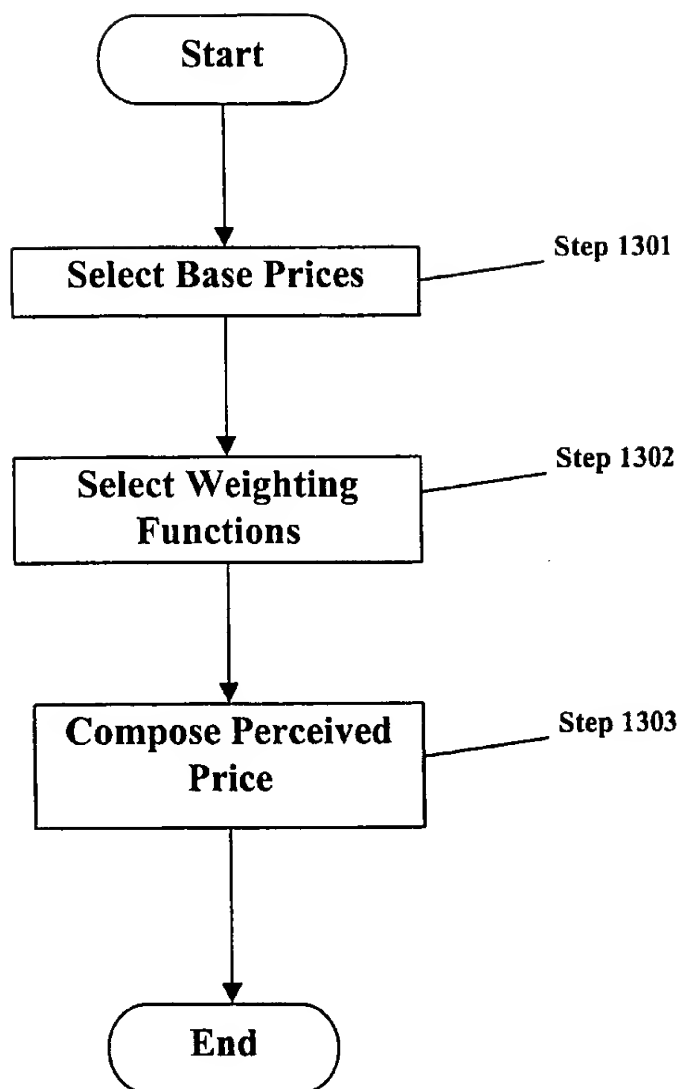 Start
Select Base Prices
Step 1301
Select Weighting
Functions
Step 1302
Compose Perceived
Price
Step 1303
End